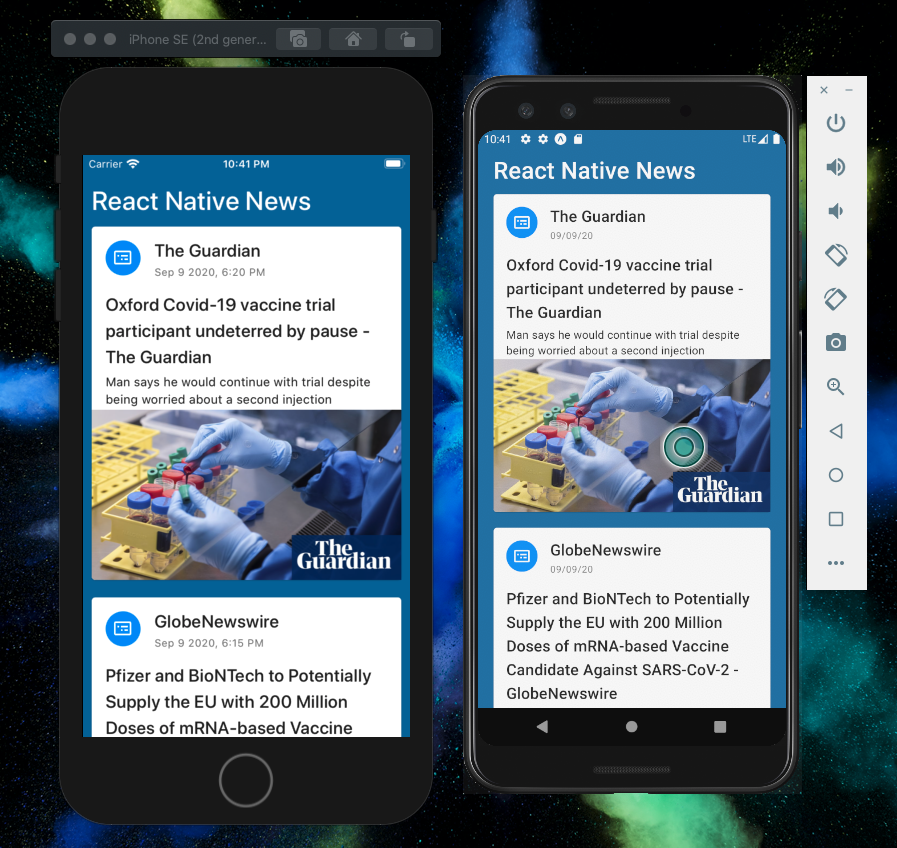 iPhone SE (2nd gener...
Carrier
10:41 PM
React Native News
The Guardian
Sep 9 2020, 6:20 PM
Oxford Covid-19 vaccine trial
participant undeterred by pause -
The Guardian
Man says he would continue with trial despite
being worried about a second injection
The
Guardian
GlobeNewswire
Sep 9 2020, 6:15 PM
Pfizer and BioNTech to Potentially
Supply the EU with 200 Million
Doses of mRNA-based Vaccine
10:41
LTE
React Native News
The Guardian
09/09/20
Oxford Covid-19 vaccine trial
participant undeterred by pause -
The Guardian
Man says he would continue with trial despite
being worried about a second injection
The
Guardian
GlobeNewswire
09/09/20
Pfizer and BioNTech to Potentially
Supply the EU with 200 Million
Doses of mRNA-based Vaccine
Candidate Against SARS-CoV-2 -
GlobeNewswire